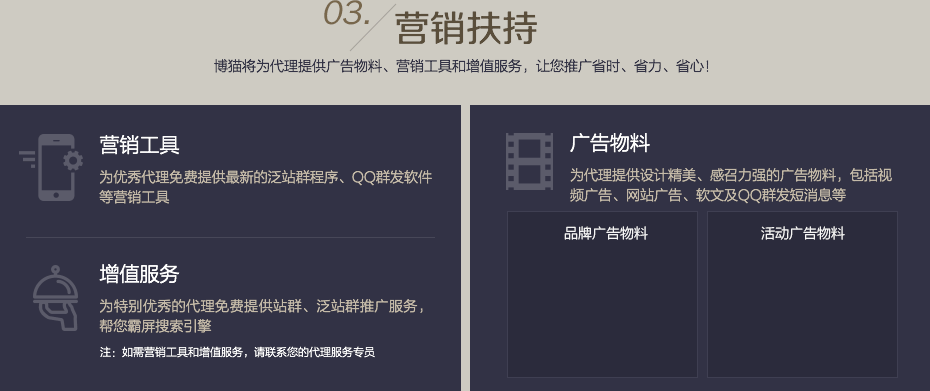 03.
营销扶持
博猫将为代理提供广告物料、营销工具和增值服务，让您推广省时、省力、省心！
营销工具
为优秀代理免费提供最新的泛站群程序、QQ群发软件
等营销工具
增值服务
为特别优秀的代理免费提供站群、泛站群推广服务，
帮您霸屏搜索引擎
注：如需营销工具和增值服务，请联系您的代理服务专员
广告物料
为代理提供设计精美、感召力强的广告物料，包括视
频广告、网站广告、软文及QQ群发短消息等
品牌广告物料
活动广告物料